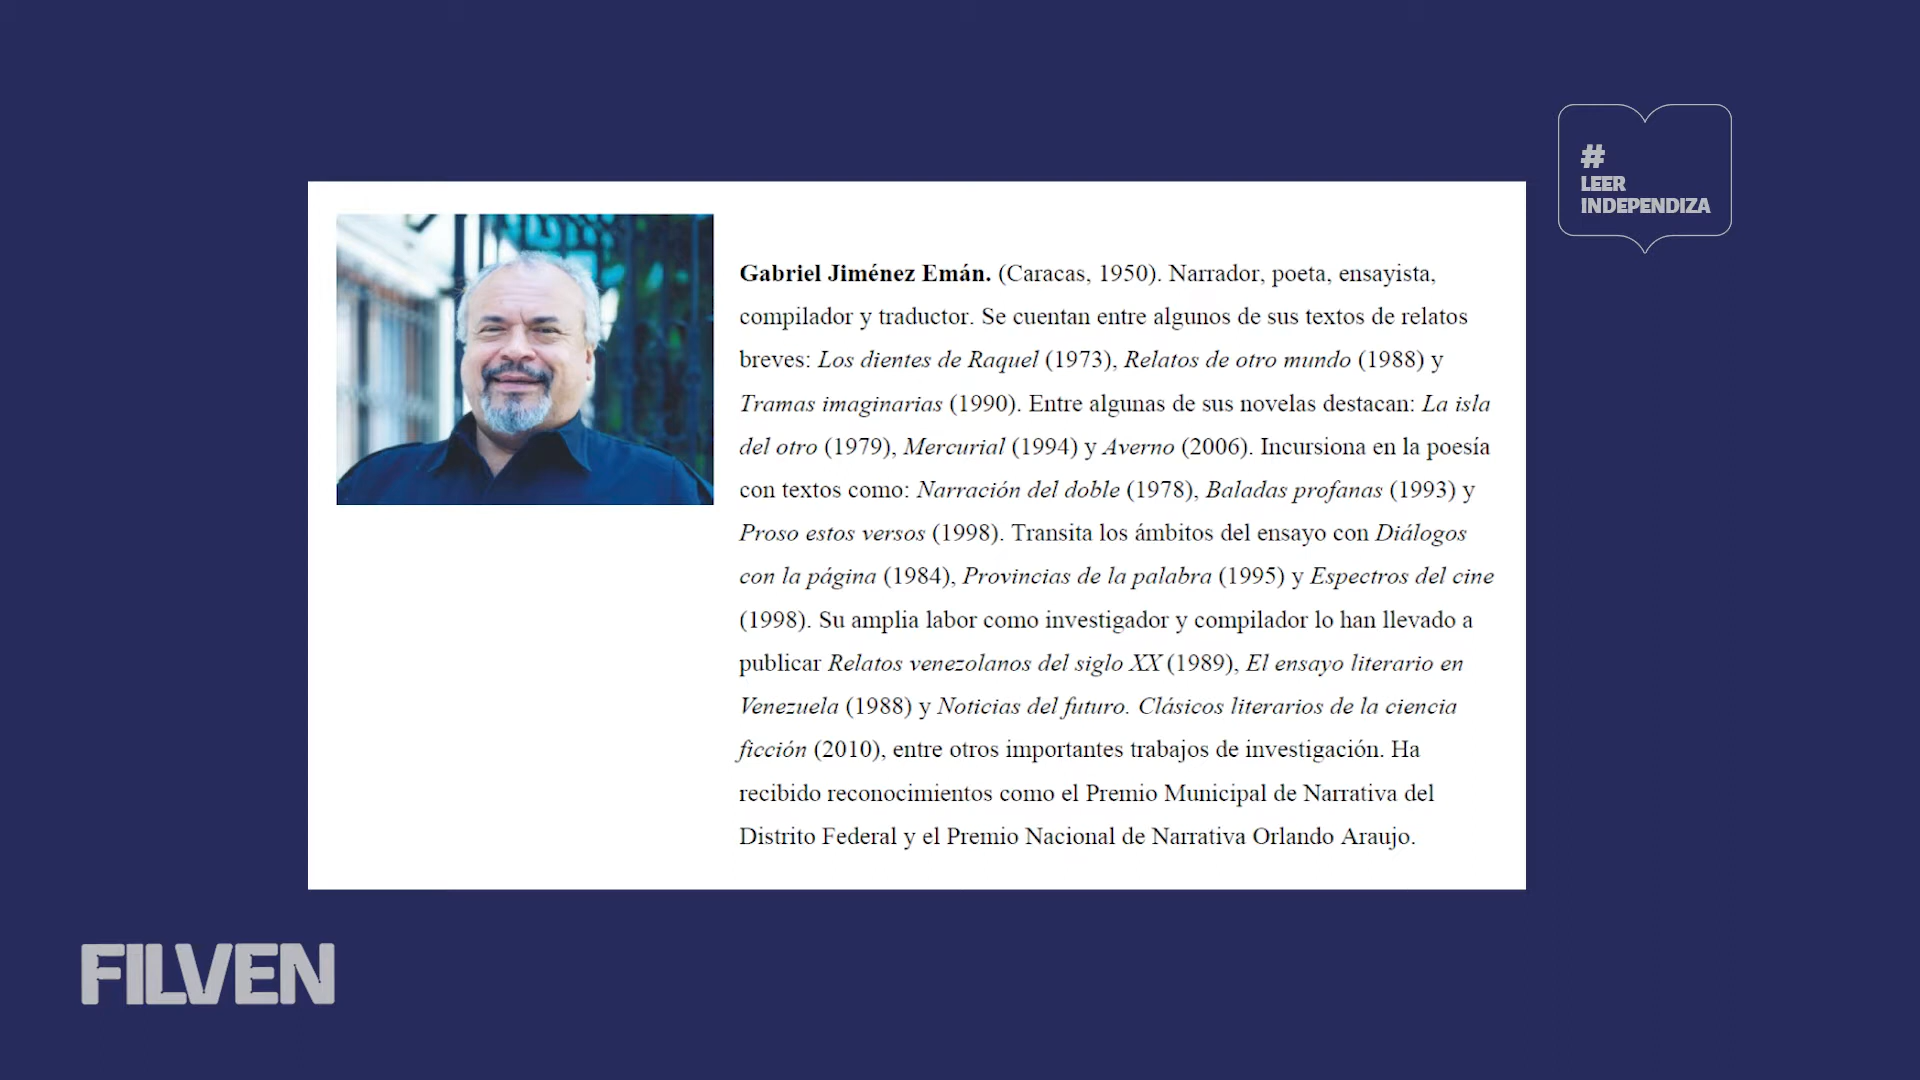 #
LEER
INDEPENDIZA
Gabriel Jiménez Emán. (Caracas, 1950). Narrador, poeta, ensayista,
compilador y traductor. Se cuentan entre algunos de sus textos de relatos
breves: Los dientes de Raquel (1973), Relatos de otro mundo (1988) y
Tramas imaginarias (1990). Entre algunas de sus novelas destacan: La isla
del otro (1979), Mercurial (1994) y Averno (2006). Incursiona en la poesía
con textos como: Narración del doble (1978), Baladas profanas (1993) y
Proso estos versos (1998). Transita los ámbitos del ensayo con Diálogos
con la página (1984), Provincias de la palabra (1995) y Espectros del cine
(1998). Su amplia labor como investigador y compilador lo han llevado a
publicar Relatos venezolanos del siglo XX (1989), El ensayo literario en
Venezuela (1988) y Noticias del futuro. Clásicos literarios de la ciencia
ficción (2010), entre otros importantes trabajos de investigación. Ha
recibido reconocimientos como el Premio Municipal de Narrativa del
Distrito Federal y el Premio Nacional de Narrativa Orlando Araujo.
FILVEN